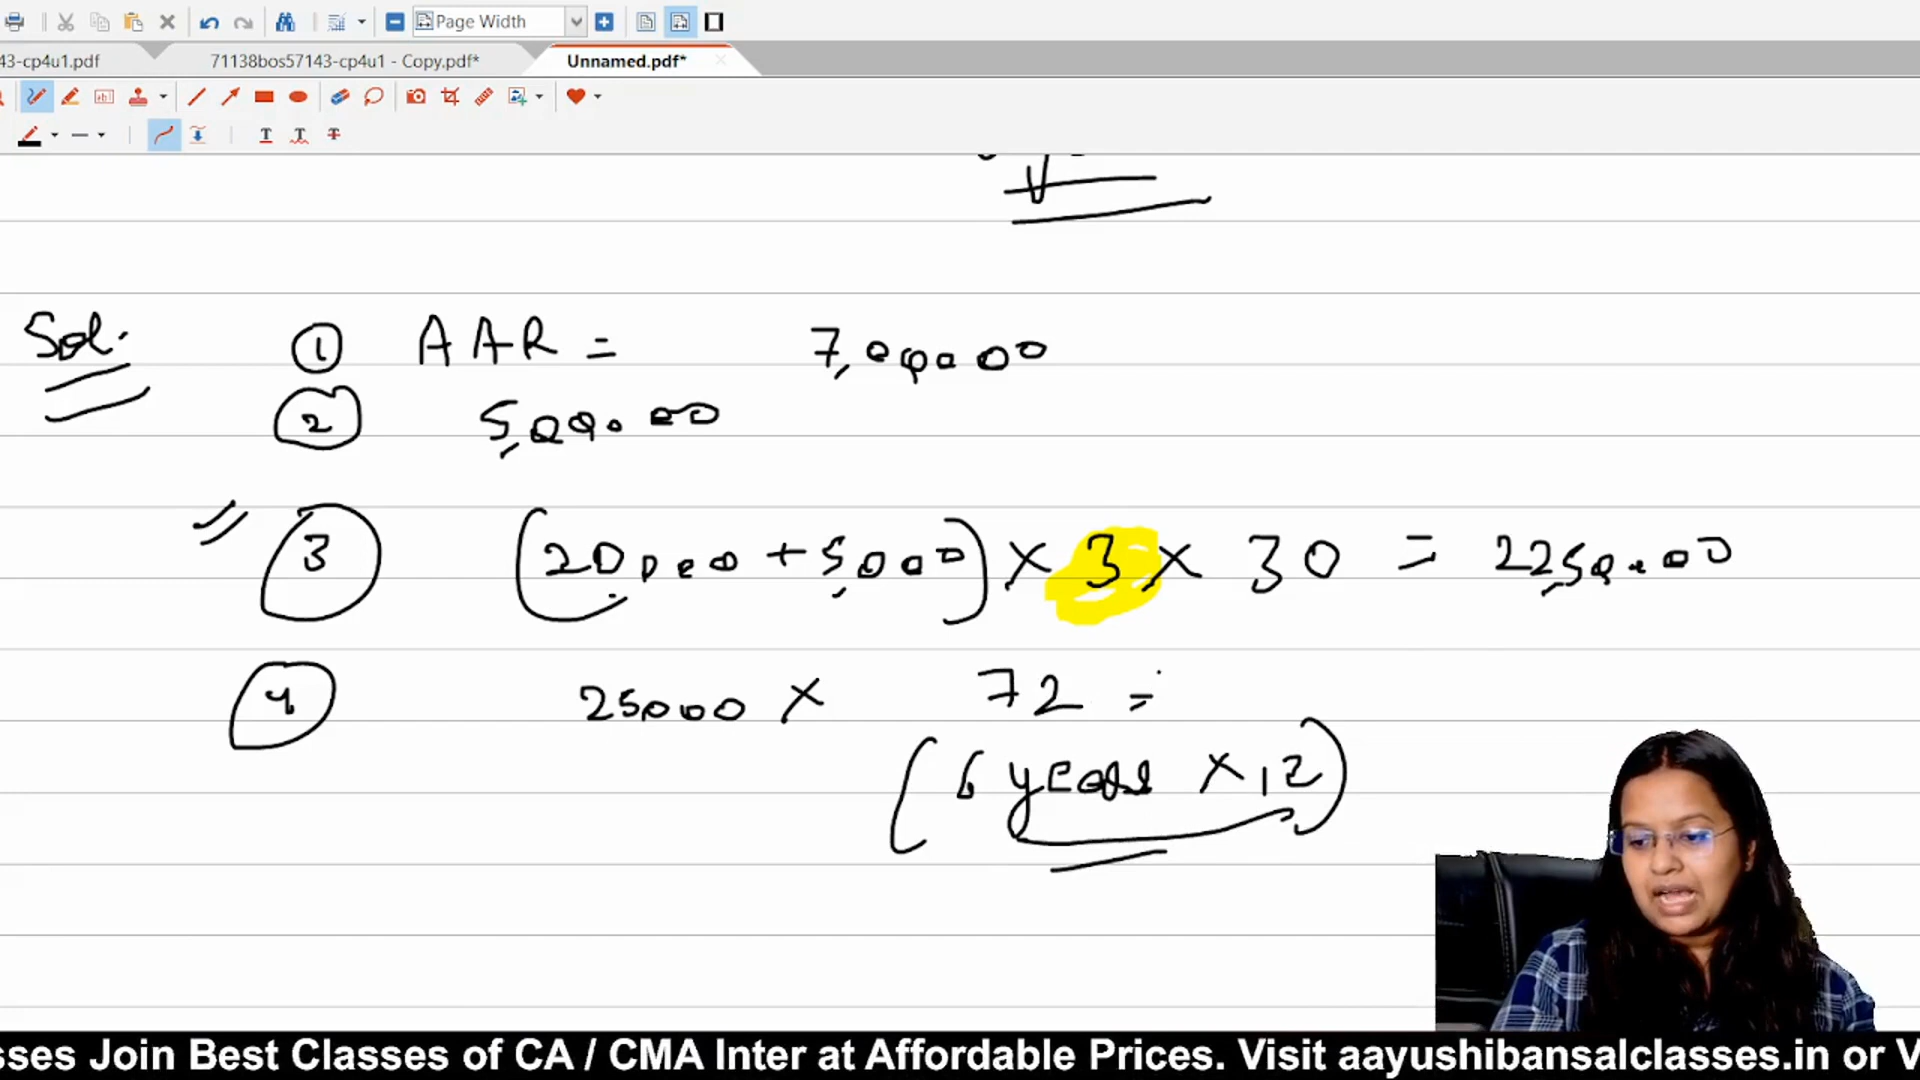 Page Width
43-cp4u1.pdf
71138bos57143-cp4u1 - Copy.pdf*
Unnamed.pdf*
Sol. ① AAR = 7,00,000
② 5,00,000
③ (20,000 + 5,000) × 3 × 30 = 22,50,000
④ 25000 × 72 =
(6 years × 12)
sses Join Best Classes of CA / CMA Inter at Affordable Prices. Visit aayushibansalclasses.in or V